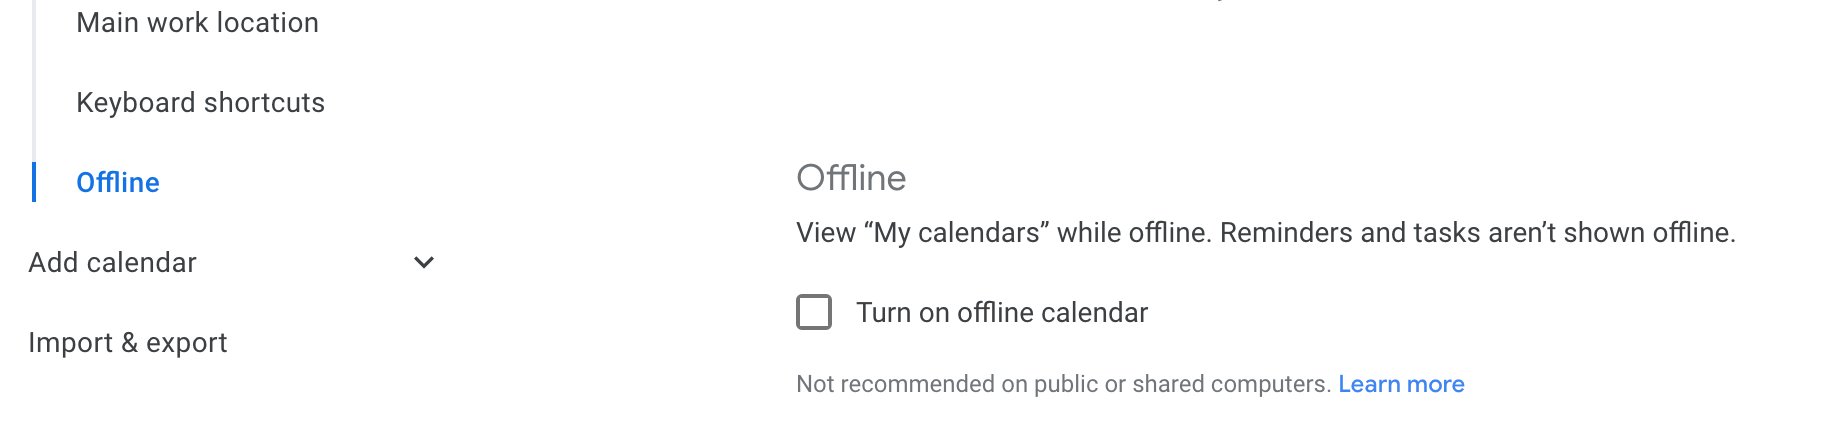 Main work location
Keyboard shortcuts
Offline
Add calendar
Import & export
Offline
View “My calendars” while offline. Reminders and tasks aren’t shown offline.
Turn on offline calendar
Not recommended on public or shared computers. Learn more